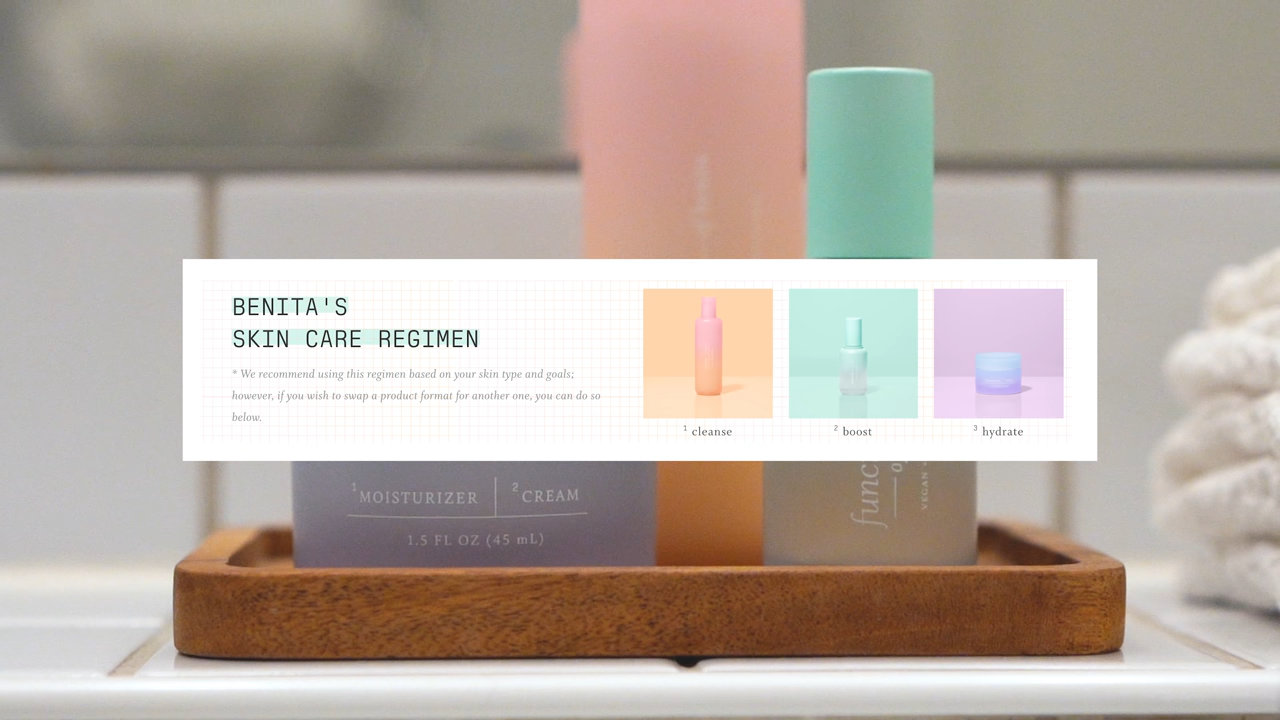 BENITA'S
SKIN CARE REGIMEN
* We recommend using this regimen based on your skin type and goals;
however, if you wish to swap a product format for another one, you can do so
below.
1 cleanse
2 boost
3 hydrate
1MOISTURIZER | 2CREAM
1.5 FL OZ (45 mL)
func
VEGAN